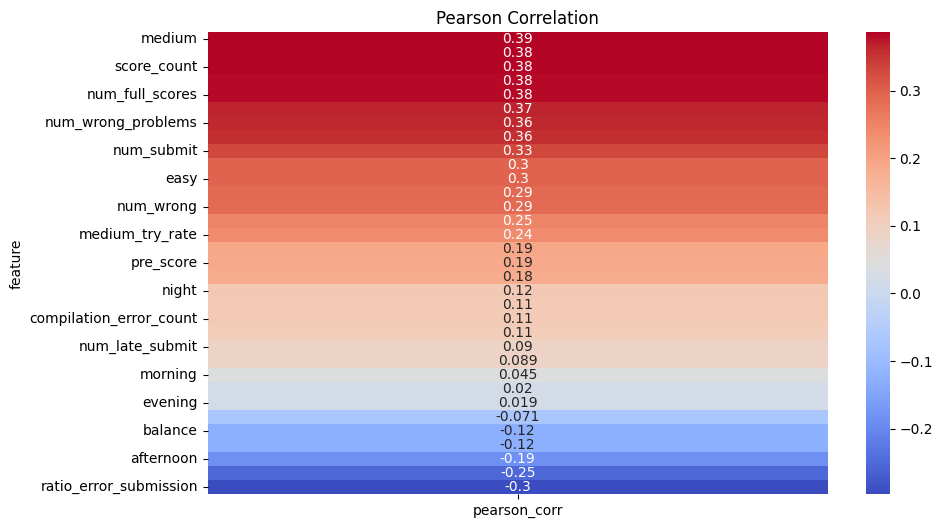 Pearson Correlation
medium 0.39
0.38
score_count 0.38
0.38
num_full_scores 0.38
0.37
num_wrong_problems 0.36
0.36
num_submit 0.33
0.3
easy 0.3
0.29
num_wrong 0.29
0.25
medium_try_rate 0.24
0.19
pre_score 0.19
0.18
night 0.12
0.11
compilation_error_count 0.11
0.11
num_late_submit 0.09
0.089
morning 0.045
0.02
evening 0.019
-0.071
balance -0.12
-0.12
afternoon -0.19
-0.25
ratio_error_submission -0.3
feature
pearson_corr
0.3
0.2
0.1
0.0
−0.1
−0.2